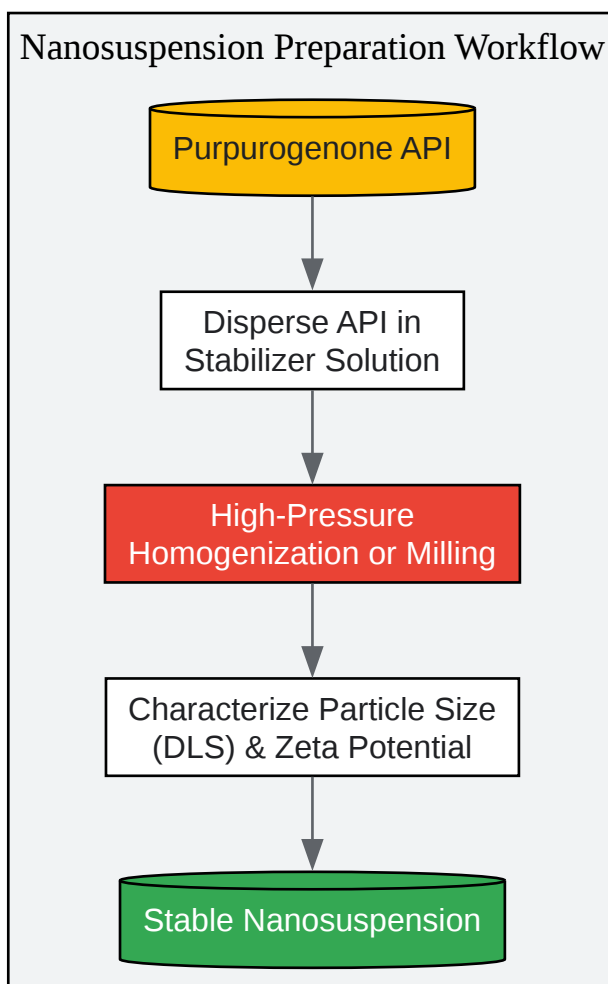 Nanosuspension Preparation Workflow
Purpurogenone API
Disperse API in
Stabilizer Solution
High-Pressure
Homogenization or Milling
Characterize Particle Size
(DLS) & Zeta Potential
Stable Nanosuspension